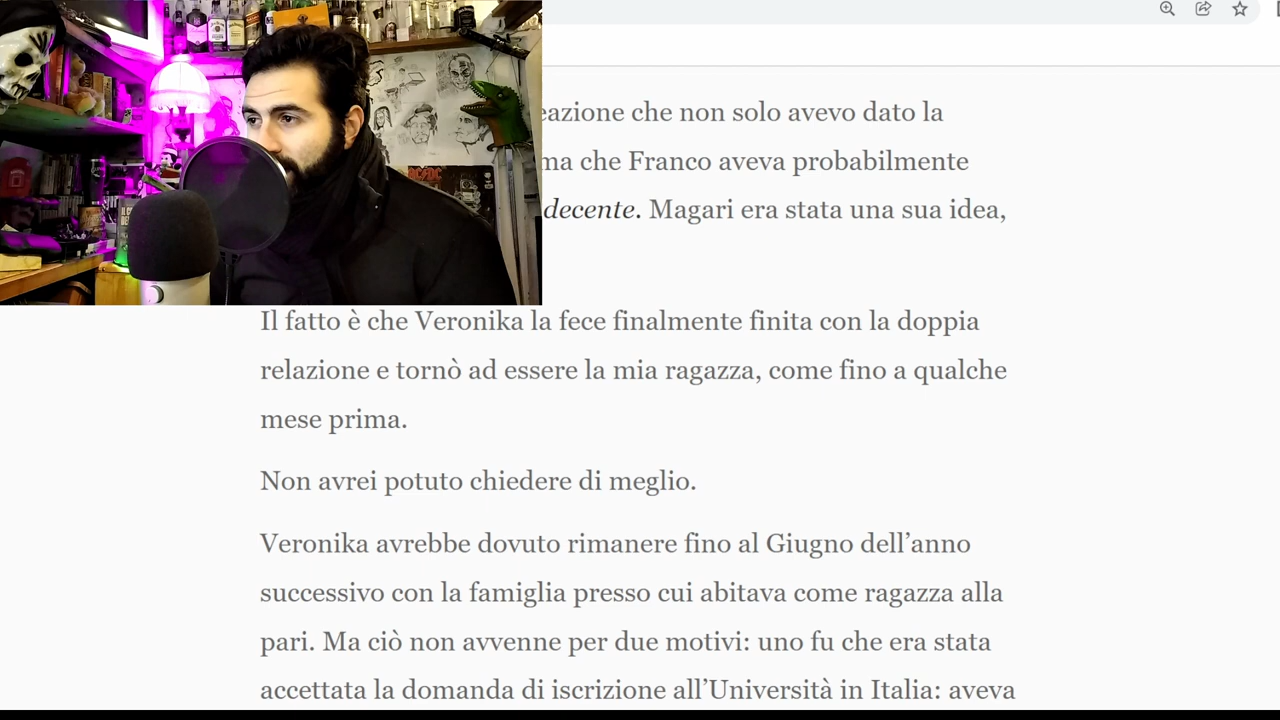 eazione che non solo avevo dato la
ma che Franco aveva probabilmente
decente. Magari era stata una sua idea,
Il fatto è che Veronika la fece finalmente finita con la doppia
relazione e tornò ad essere la mia ragazza, come fino a qualche
mese prima.
Non avrei potuto chiedere di meglio.
Veronika avrebbe dovuto rimanere fino al Giugno dell’anno
successivo con la famiglia presso cui abitava come ragazza alla
pari. Ma ciò non avvenne per due motivi: uno fu che era stata
accettata la domanda di iscrizione all’Università in Italia: aveva